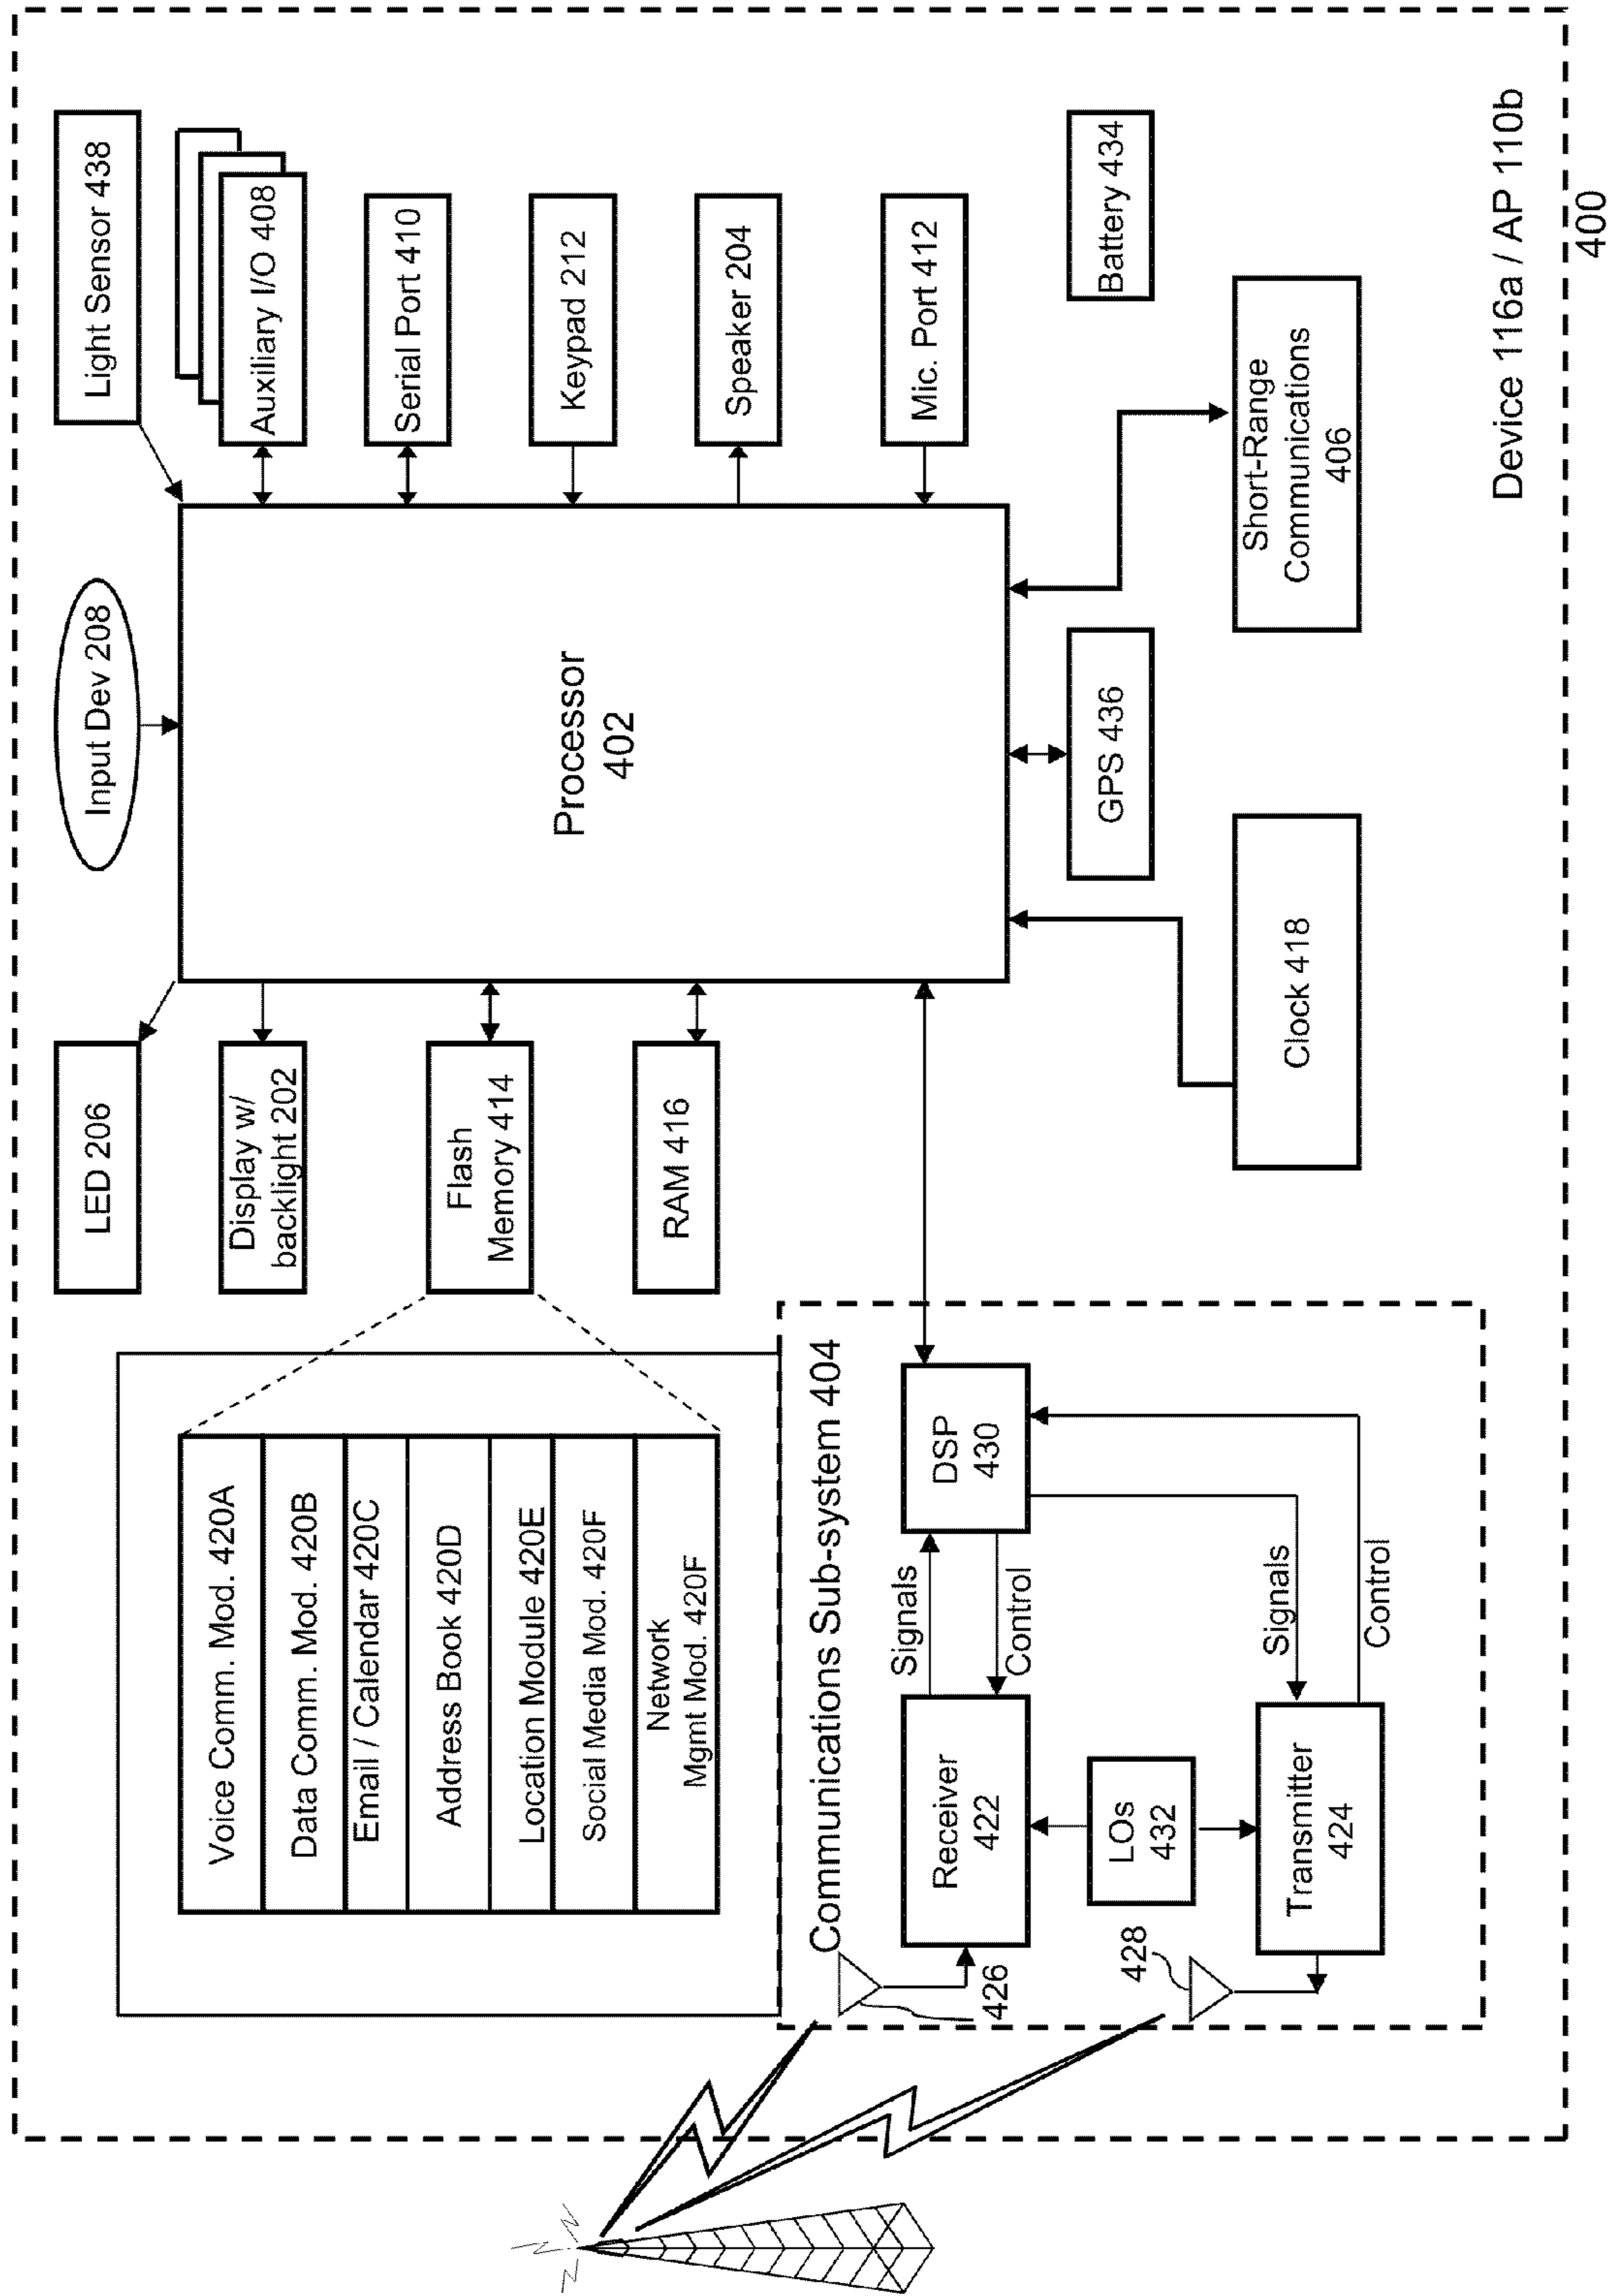 LED 206
Input Dev 208
Light Sensor 438
Display w/
backlight 202
Auxiliary I/O 408
Voice Comm. Mod. 420A
Data Comm. Mod. 420B
Email / Calendar 420C
Address Book 420D
Location Module 420E
Social Media Mod. 420F
Network
Mgmt Mod. 420F
Flash
Memory 414
RAM 416
Processor
402
Serial Port 410
Keypad 212
Speaker 204
Mic. Port 412
Communications Sub-system 404
Receiver
422
Signals
Control
DSP
430
426
LOs
432
428
Transmitter
424
Signals
Control
Clock 418
GPS 436
Battery 434
Short-Range
Communications
406
Device 116a / AP 110b
400